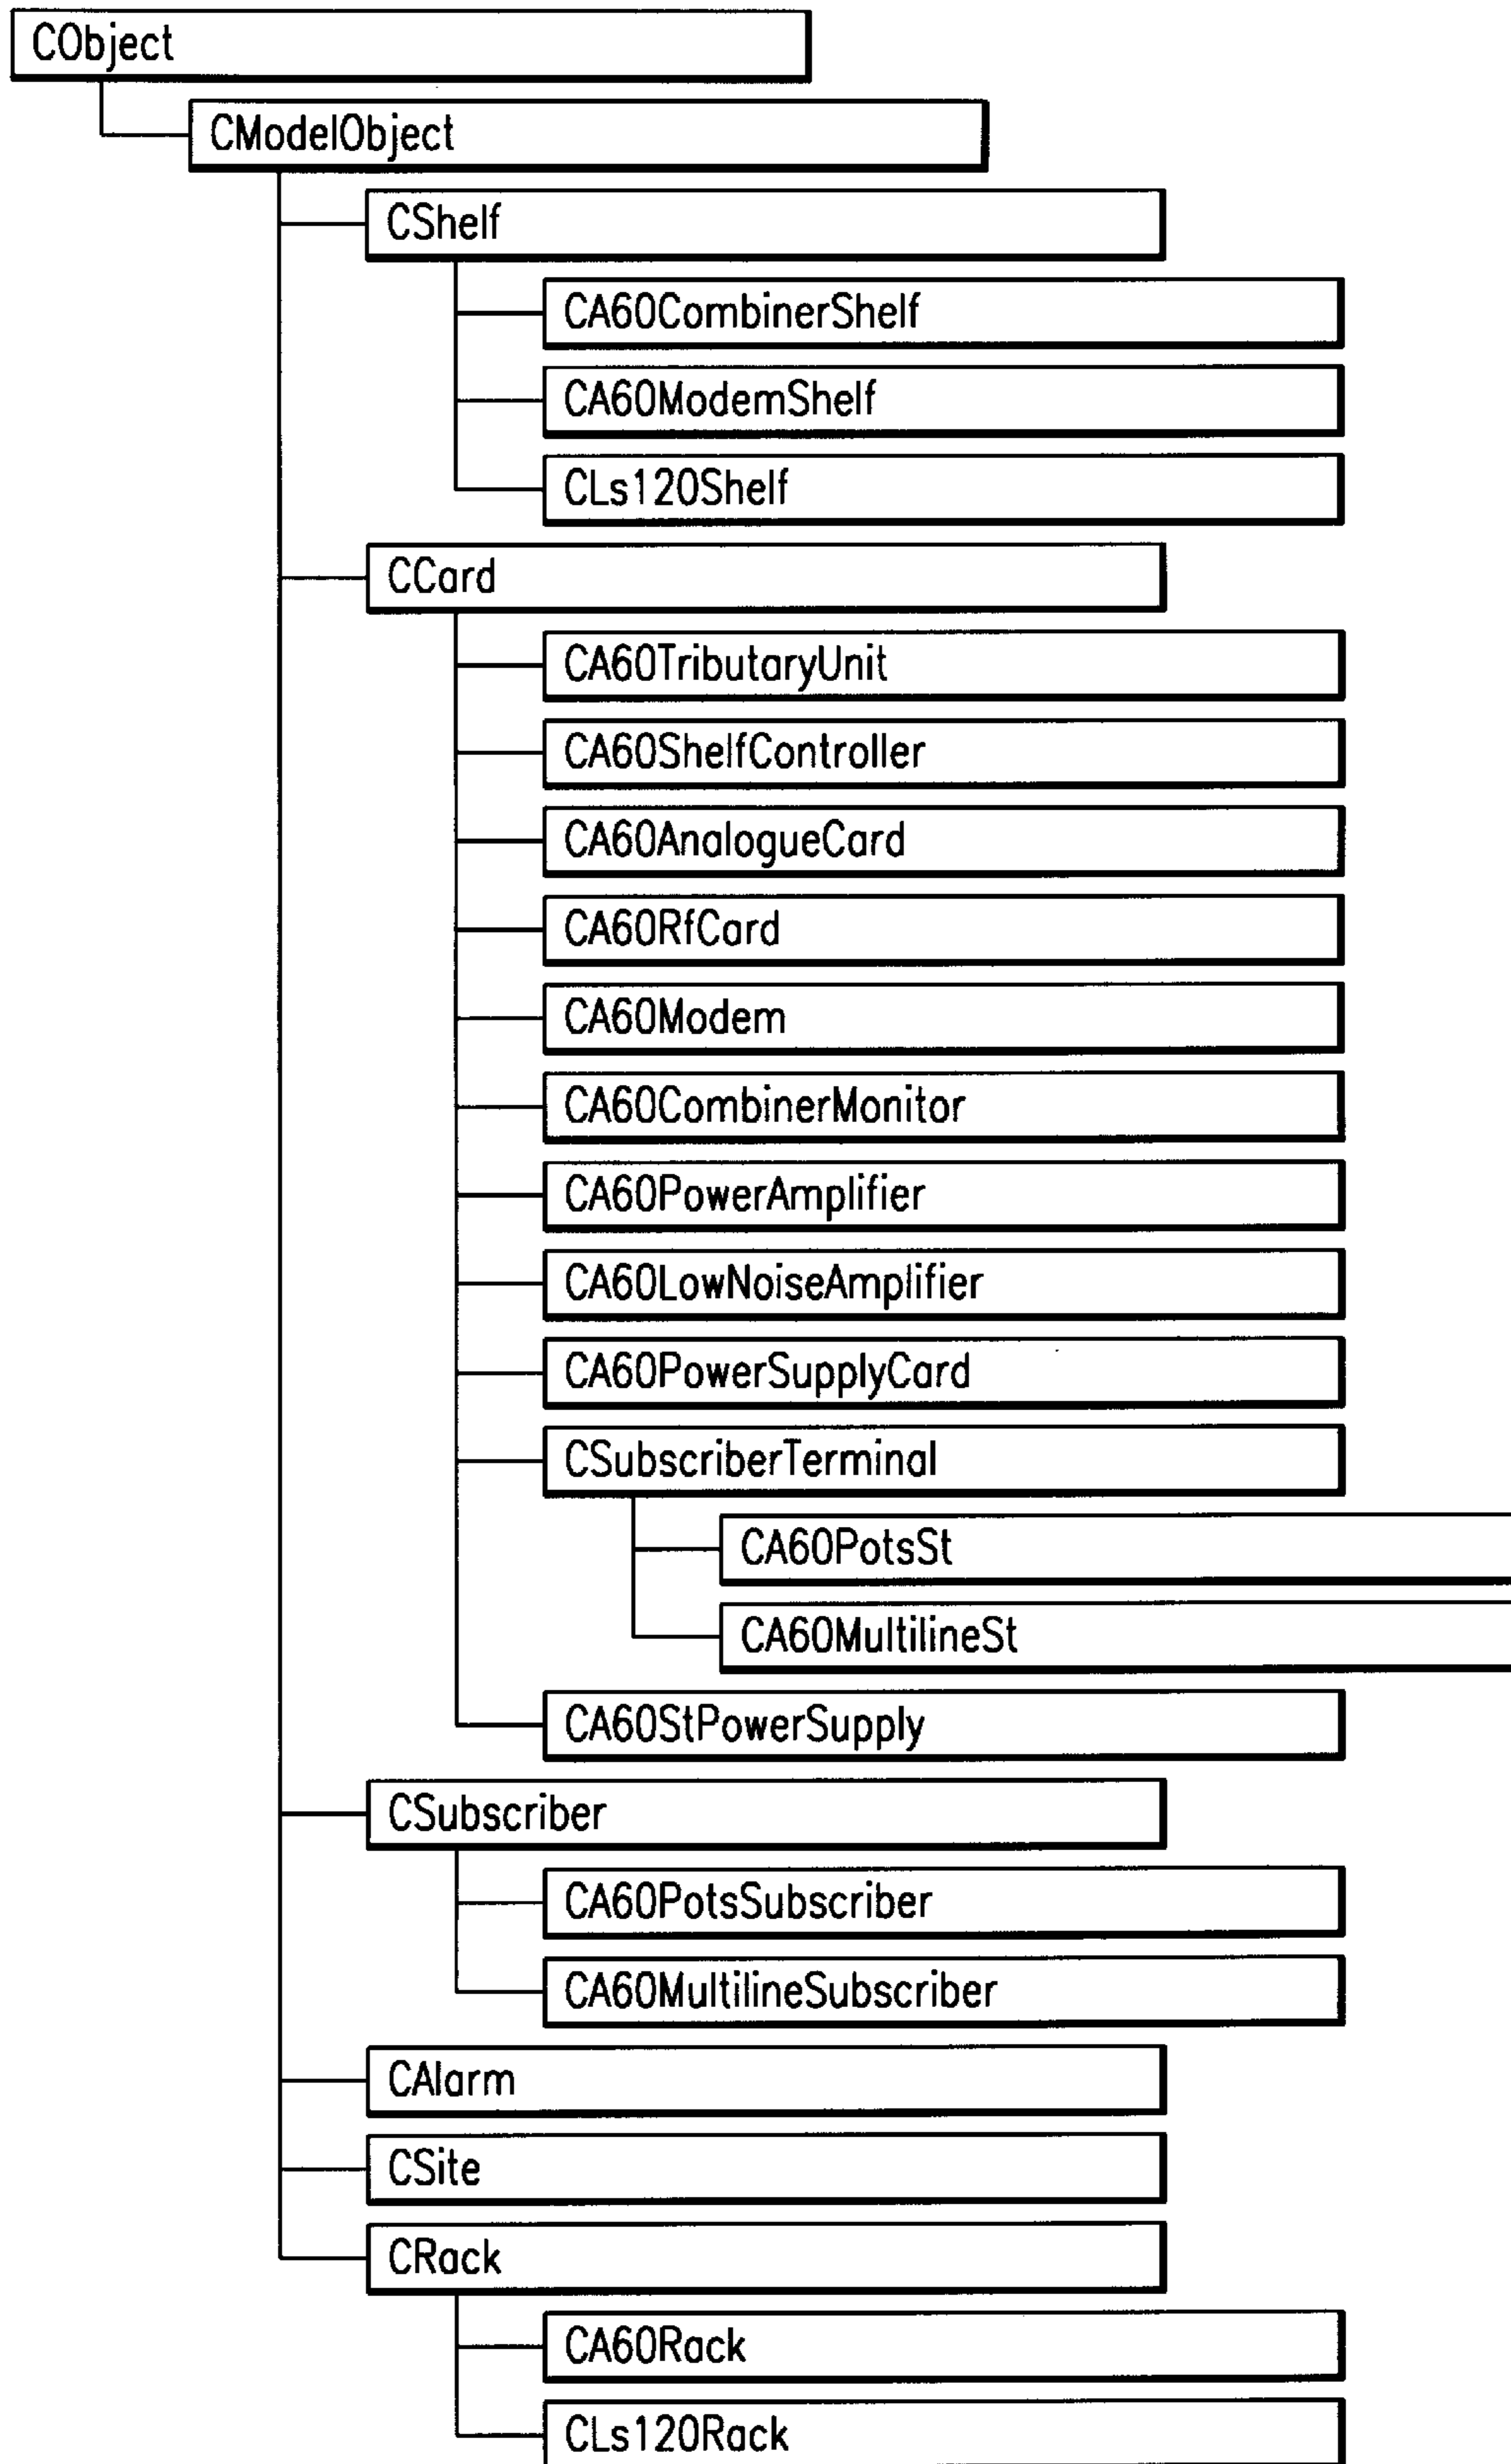 CObject
CModelObject
CShelf
CA60CombinerShelf
CA60ModemShelf
CLs120Shelf
CCard
CA60TributaryUnit
CA60ShelfController
CA60AnalogueCard
CA60RfCard
CA60Modem
CA60CombinerMonitor
CA60PowerAmplifier
CA60LowNoiseAmplifier
CA60PowerSupplyCard
CSubscriberTerminal
CA60PotsSt
CA60MultilineSt
CA60StPowerSupply
CSubscriber
CA60PotsSubscriber
CA60MultilineSubscriber
CAlarm
CSite
CRack
CA60Rack
CLs120Rack